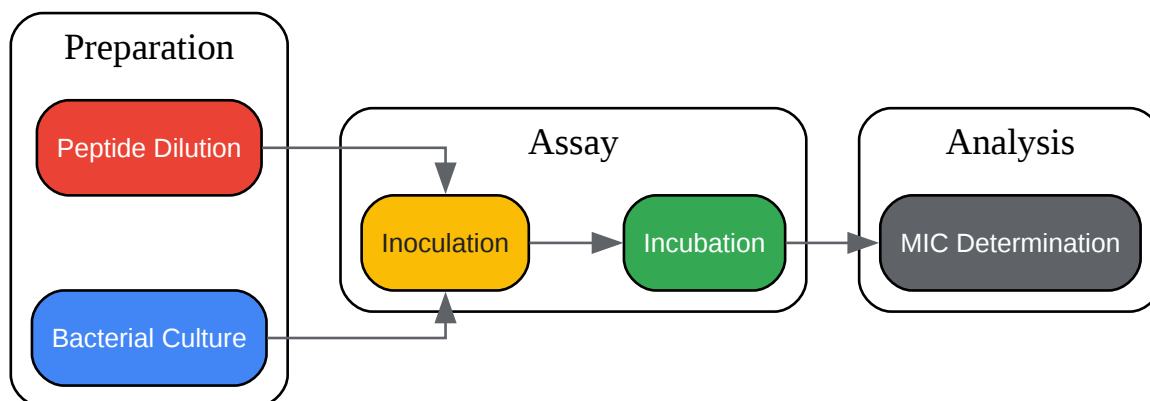 Preparation
Peptide Dilution
Bacterial Culture
Assay
Inoculation
Incubation
Analysis
MIC Determination